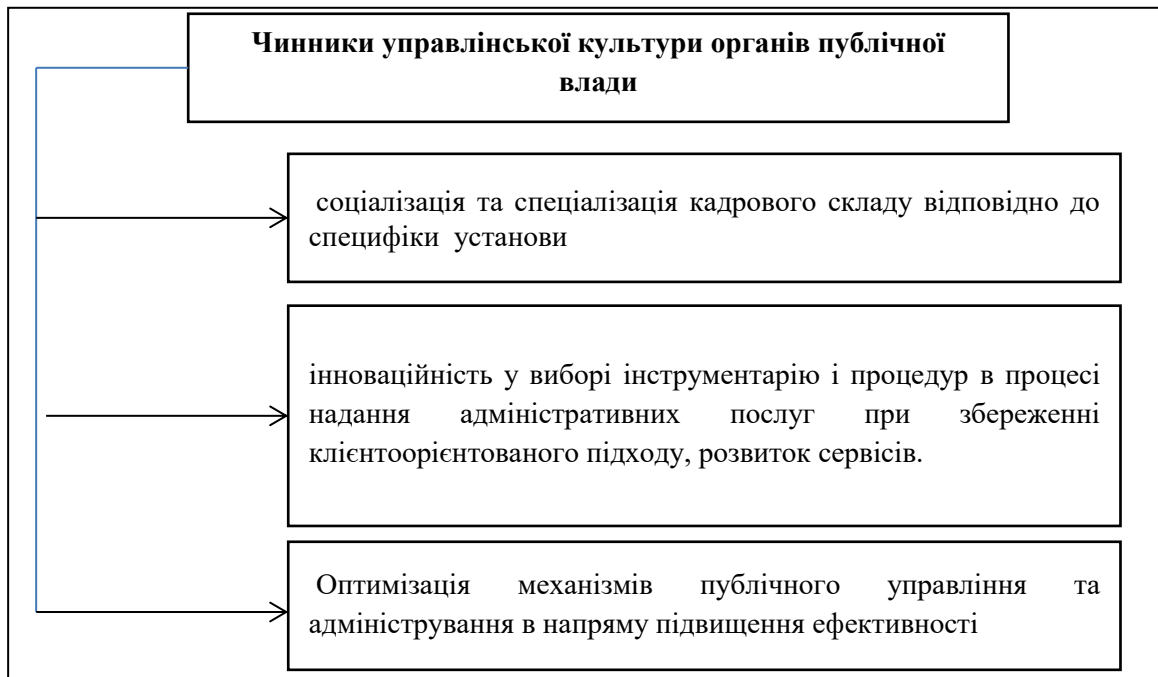 Чинники управлінської культури органів публічної
влади
соціалізація та спеціалізація кадрового складу відповідно до
специфіки установи
інноваційність у виборі інструментарію і процедур в процесі
надання адміністративних послуг при збереженні
клієнтоорієнтованого підходу, розвиток сервісів.
Оптимізація механізмів публічного управління та
адміністрування в напряму підвищення ефективності